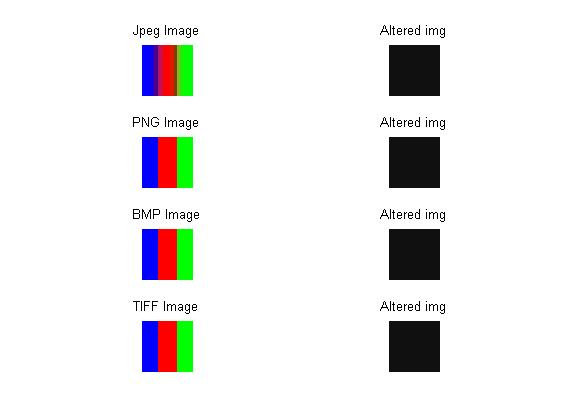 Jpeg Image
Altered img
PNG Image
Altered img
BMP Image
Altered img
TIFF Image
Altered img